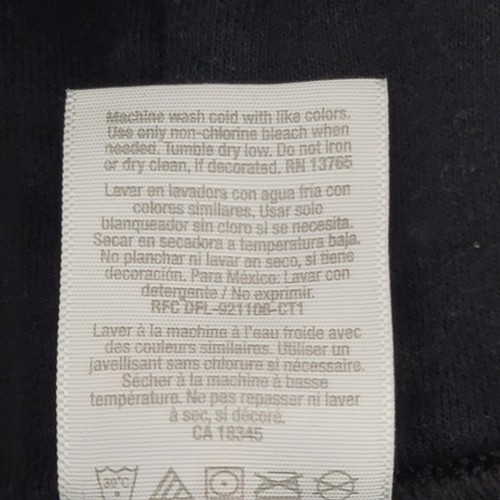 Machine wash cold with like colors.
Use only non-chlorine bleach when
needed. Tumble dry low. Do not iron
or dry clean, if decorated. RN 13765
Lavar en lavadora con agua fría con
colores similares. Usar solo
blanqueador sin cloro si se necesita.
Secar en secadora a temperatura baja.
No planchar ni lavar en seco, si tiene
decoración. Para México: Lavar con
detergente / No exprimir.
RFC DFL-921106-CT1
Laver à la machine à l'eau froide avec
des couleurs similaires. Utiliser un
javellisant sans chlorure si nécessaire.
Sécher à la machine à basse
température. Ne pas repasser ni laver
à sec, si décoré.
CA 18345
30°C